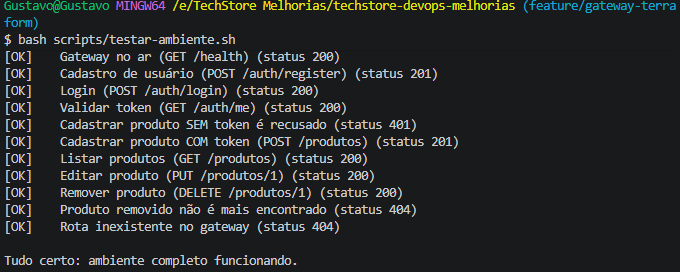 Gustavo@Gustavo MINGW64 /e/TechStore Melhorias/techstore-devops-melhorias (feature/gateway-terra
form)
$ bash scripts/testar-ambiente.sh
[OK]    Gateway no ar (GET /health) (status 200)
[OK]    Cadastro de usuário (POST /auth/register) (status 201)
[OK]    Login (POST /auth/login) (status 200)
[OK]    Validar token (GET /auth/me) (status 200)
[OK]    Cadastrar produto SEM token é recusado (status 401)
[OK]    Cadastrar produto COM token (POST /produtos) (status 201)
[OK]    Listar produtos (GET /produtos) (status 200)
[OK]    Editar produto (PUT /produtos/1) (status 200)
[OK]    Remover produto (DELETE /produtos/1) (status 200)
[OK]    Produto removido não é mais encontrado (status 404)
[OK]    Rota inexistente no gateway (status 404)
Tudo certo: ambiente completo funcionando.